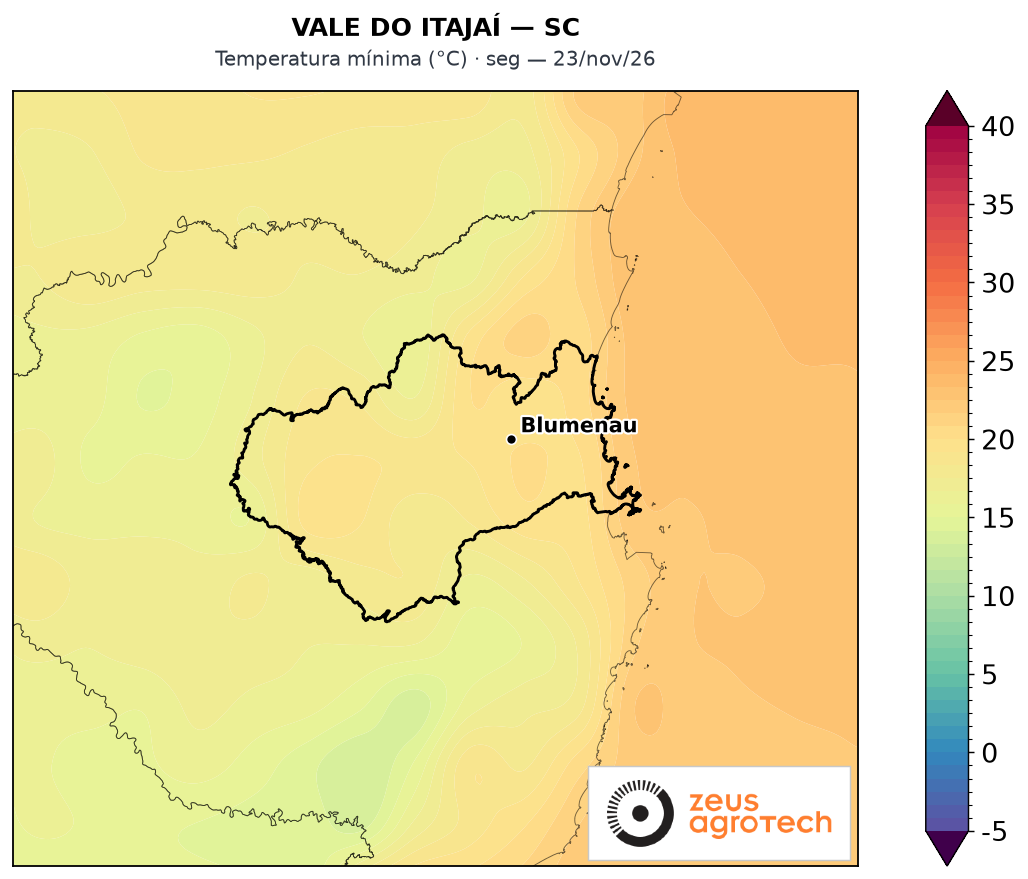 VALE DO ITAJAÍ — SC
Temperatura mínima (°C) · seg — 23/nov/26
Blumenau
40
35
30
25
20
15
10
5
0
-5
zeus
agrotech